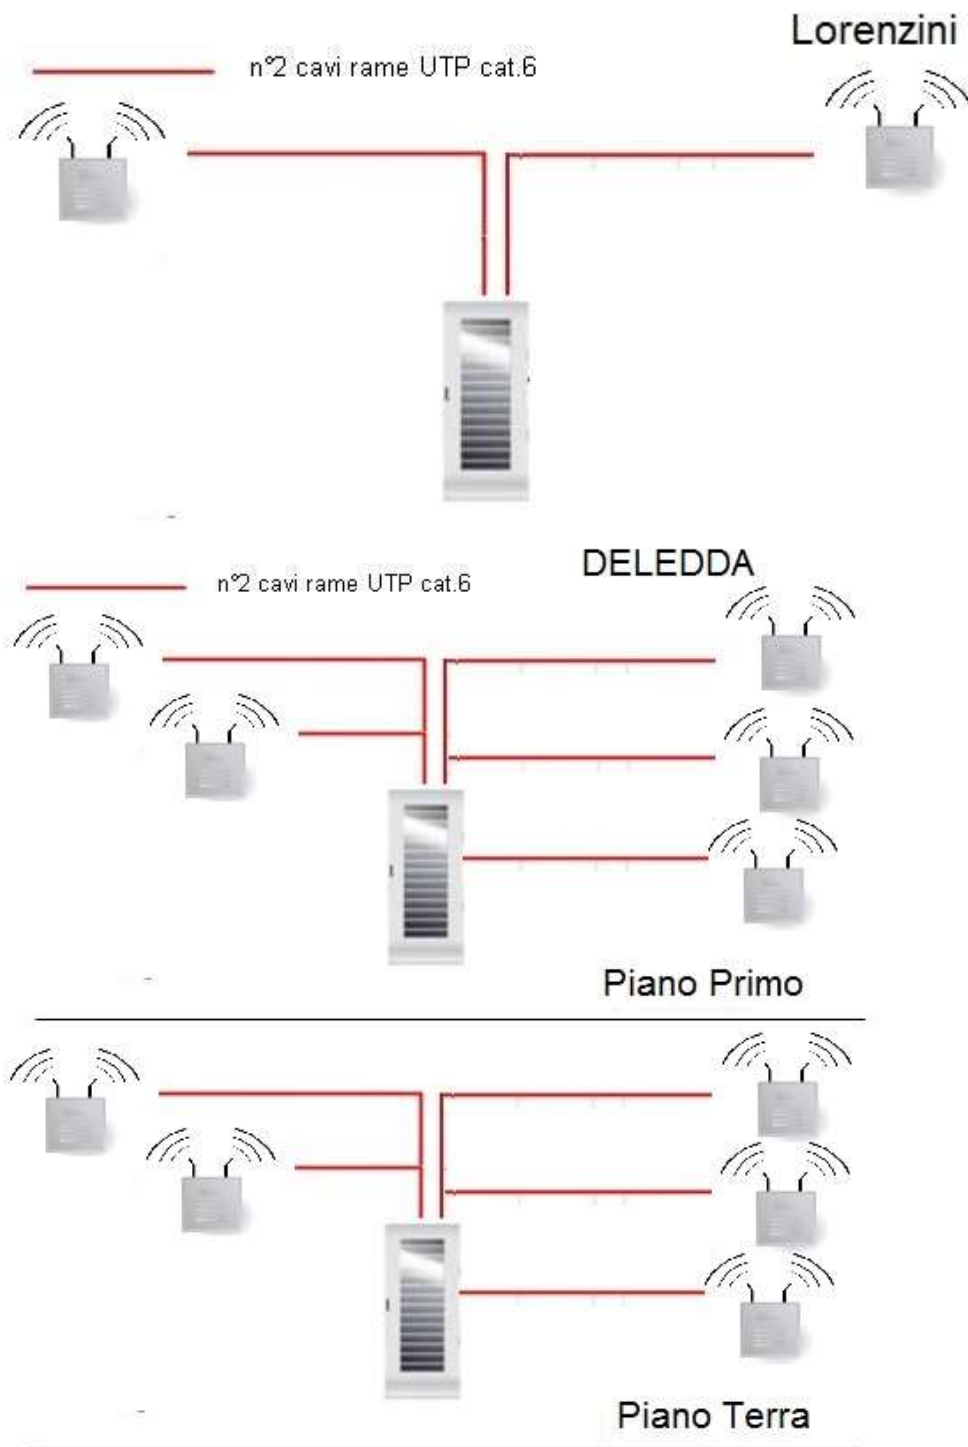 Lorenzini
n°2 cavi rame UTP cat.6
DELEDDA
n°2 cavi rame UTP cat.6
Piano Primo
Piano Terra